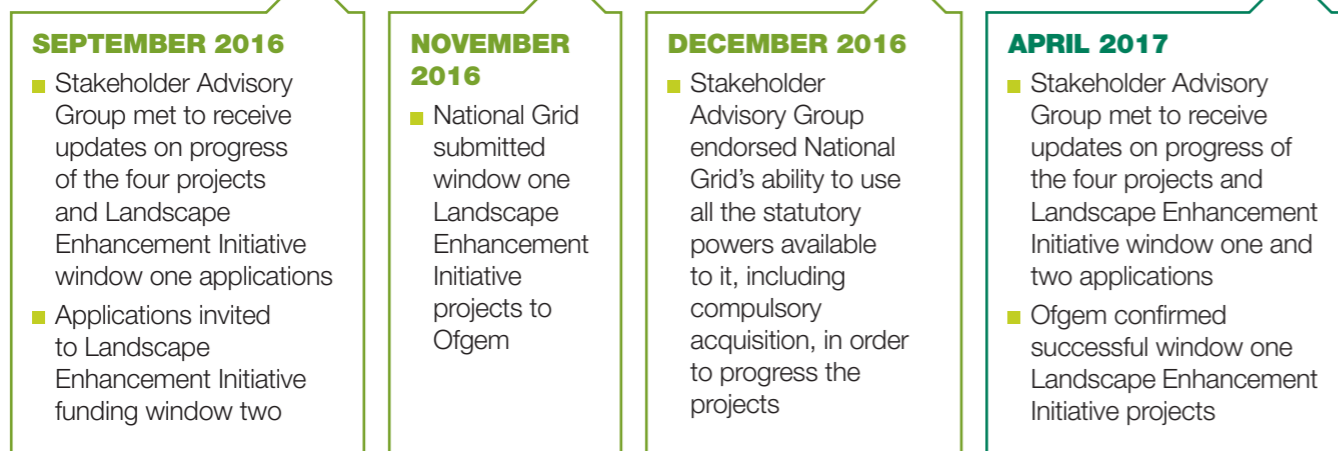 SEPTEMBER 2016
Stakeholder Advisory
Group met to receive
updates on progress
of the four projects
and Landscape
Enhancement Initiative
window one applications
Applications invited
to Landscape
Enhancement Initiative
funding window two
NOVEMBER
2016
National Grid
submitted
window one
Landscape
Enhancement
Initiative
projects to
Ofgem
DECEMBER 2016
Stakeholder
Advisory Group
endorsed National
Grid’s ability to use
all the statutory
powers available
to it, including
compulsory
acquisition, in order
to progress the
projects
APRIL 2017
Stakeholder Advisory
Group met to receive
updates on progress of
the four projects and
Landscape Enhancement
Initiative window one and
two applications
Ofgem confirmed
successful window one
Landscape Enhancement
Initiative projects